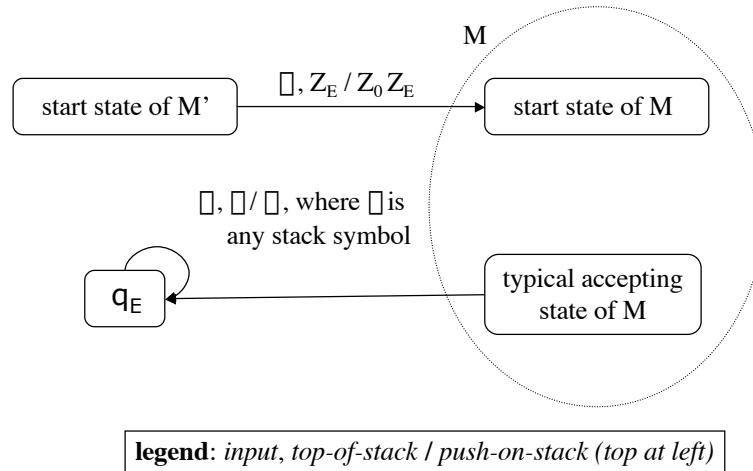 M
▯, Z_E / Z_0 Z_E
start state of M’
start state of M
▯, ▯ / ▯, where ▯ is
any stack symbol
typical accepting
state of M
q_E
legend: input, top-of-stack / push-on-stack (top at left)